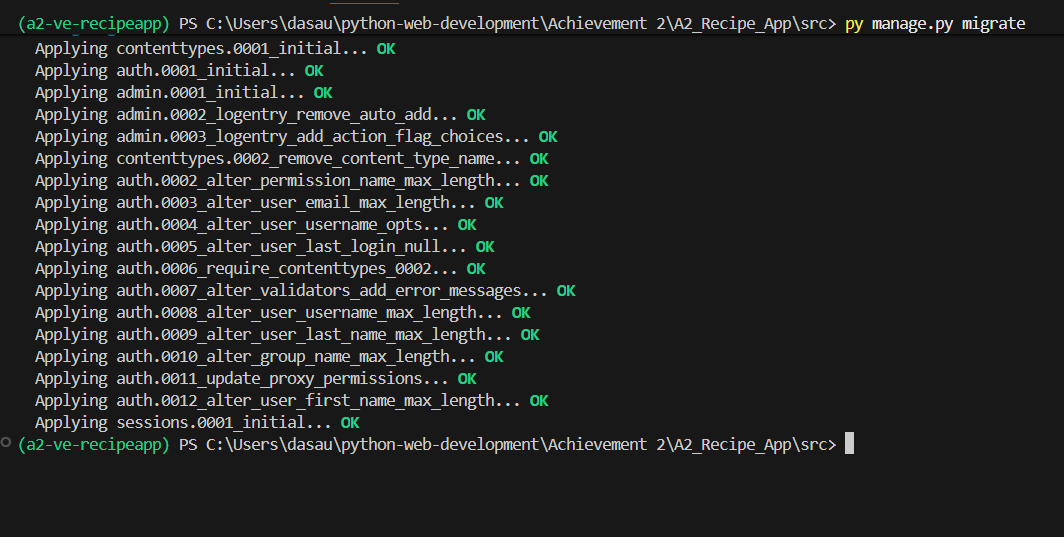 (a2-ve-recipeapp) PS C:\Users\dasau\python-web-development\Achievement 2\A2_Recipe_App\src> py manage.py migrate
Applying contenttypes.0001_initial... OK
Applying auth.0001_initial... OK
Applying admin.0001_initial... OK
Applying admin.0002_logentry_remove_auto_add... OK
Applying admin.0003_logentry_add_action_flag_choices... OK
Applying contenttypes.0002_remove_content_type_name... OK
Applying auth.0002_alter_permission_name_max_length... OK
Applying auth.0003_alter_user_email_max_length... OK
Applying auth.0004_alter_user_username_opts... OK
Applying auth.0005_alter_user_last_login_null... OK
Applying auth.0006_require_contenttypes_0002... OK
Applying auth.0007_alter_validators_add_error_messages... OK
Applying auth.0008_alter_user_username_max_length... OK
Applying auth.0009_alter_user_last_name_max_length... OK
Applying auth.0010_alter_group_name_max_length... OK
Applying auth.0011_update_proxy_permissions... OK
Applying auth.0012_alter_user_first_name_max_length... OK
Applying sessions.0001_initial... OK
(a2-ve-recipeapp) PS C:\Users\dasau\python-web-development\Achievement 2\A2_Recipe_App\src>